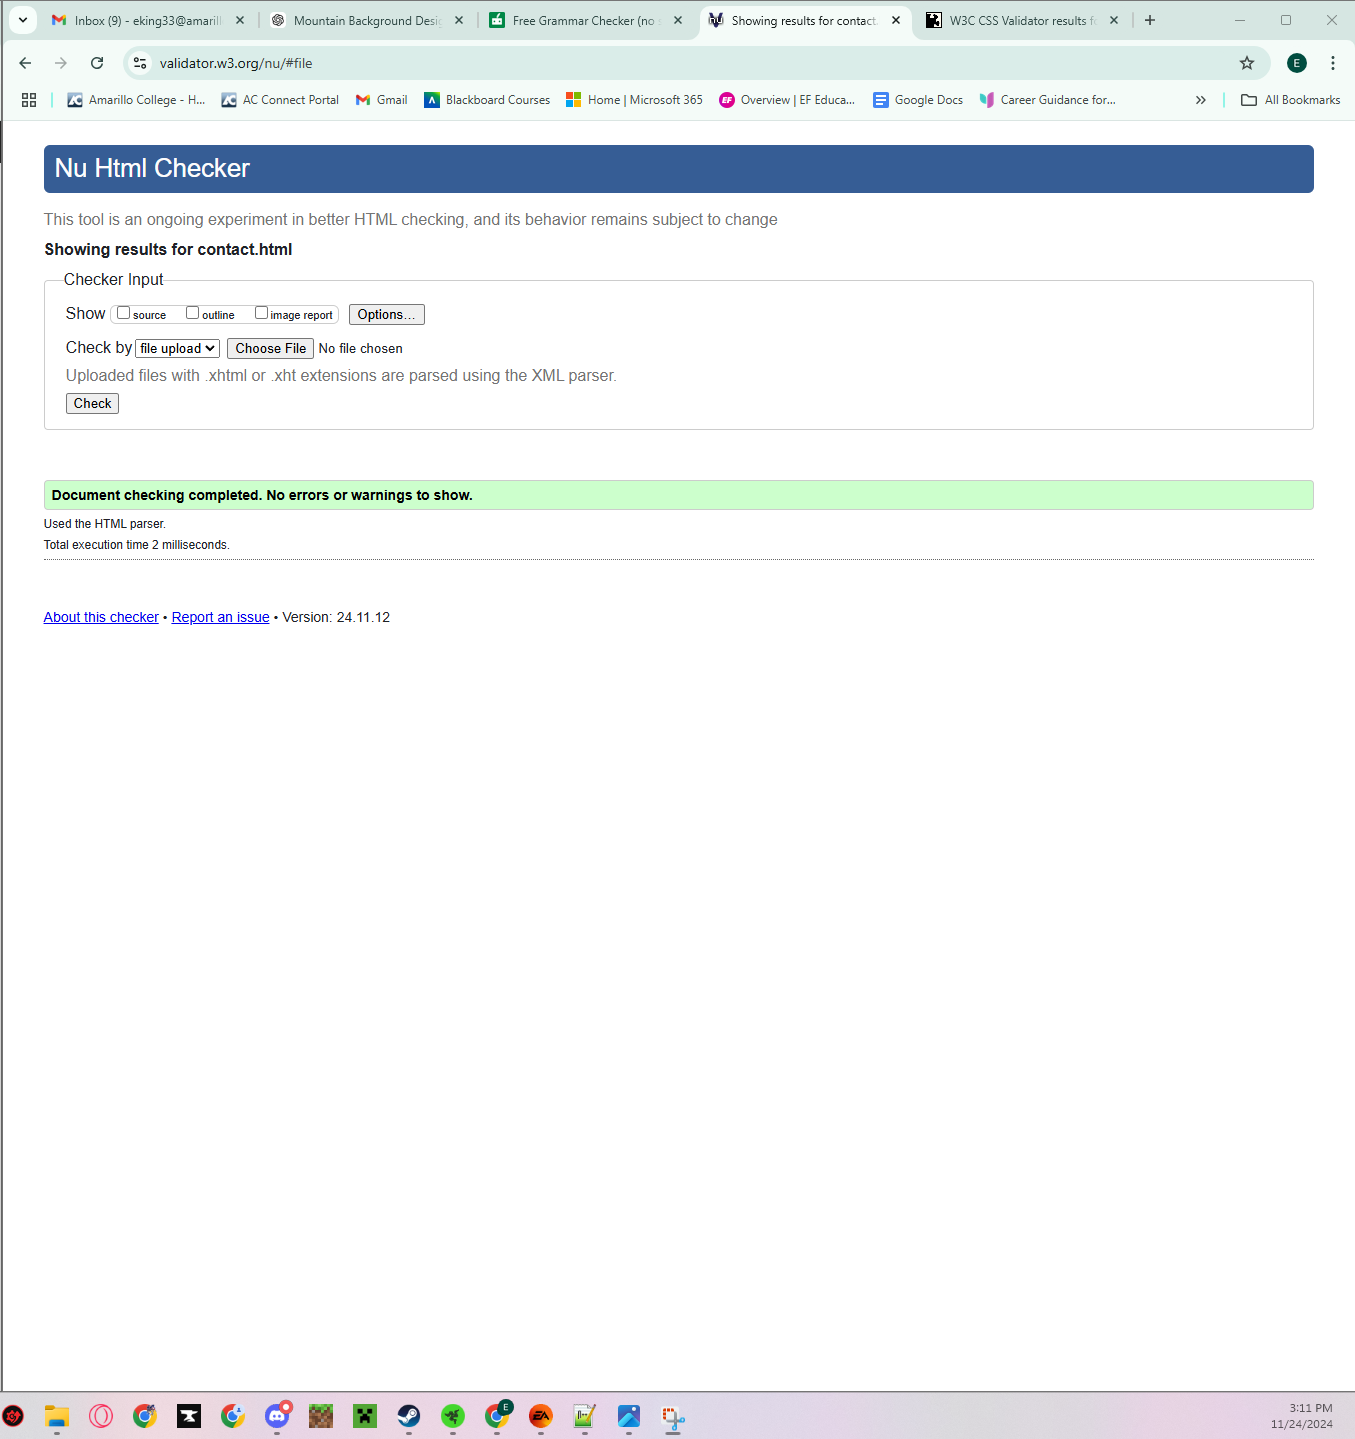 Inbox (9) - eking33@amaril
Mountain Background Desi
Free Grammar Checker (no s
Showing results for contact.
W3C CSS Validator results f
validator.w3.org/nu/#file
E
Amarillo College - H...
AC Connect Portal
Gmail
Blackboard Courses
Home | Microsoft 365
Overview | EF Educa...
Google Docs
Career Guidance for...
All Bookmarks
Nu Html Checker
This tool is an ongoing experiment in better HTML checking, and its behavior remains subject to change
Showing results for contact.html
Checker Input
Show source outline image report Options...
Check by file upload Choose File No file chosen
Uploaded files with .xhtml or .xht extensions are parsed using the XML parser.
Check
Document checking completed. No errors or warnings to show.
Used the HTML parser.
Total execution time 2 milliseconds.
About this checker • Report an issue • Version: 24.11.12
3:11 PM
11/24/2024